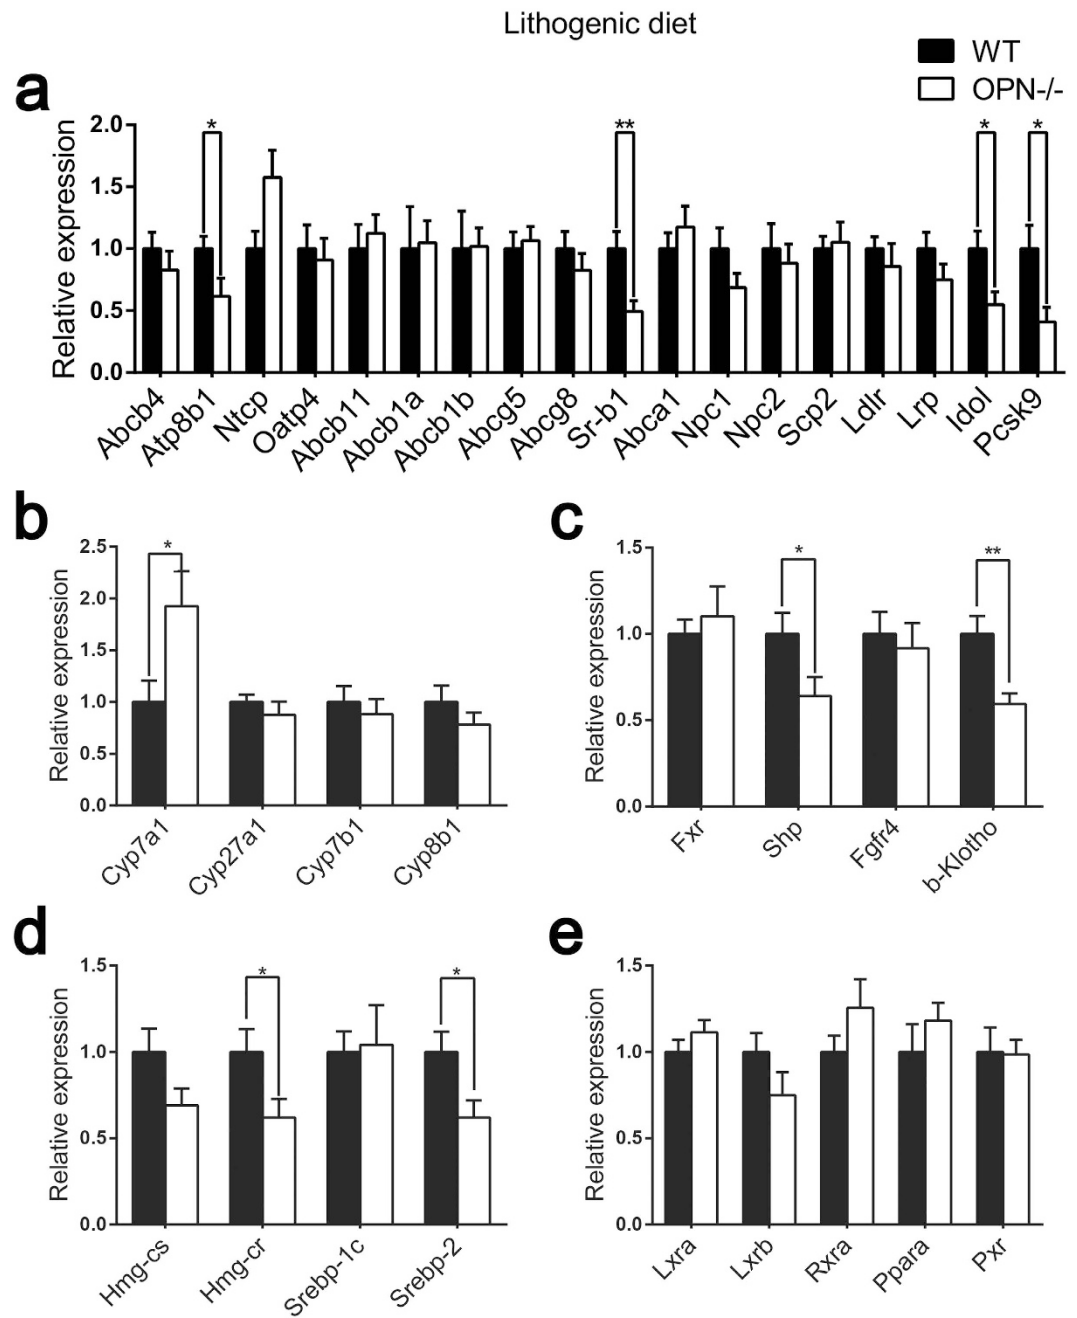 Lithogenic diet
WT
OPN-/-
a
Relative expression
2.0
1.5
1.0
0.5
0.0
*
**
*
*
Abcb4
Atp8b1
Ntcp
Oatp4
Abcb11
Abcb1a
Abcb1b
Abcg5
Abcg8
Sr-b1
Abca1
Npc1
Npc2
Scp2
Ldlr
Lrp
Idol
Pcsk9
b
Relative expression
2.5
2.0
1.5
1.0
0.5
0.0
*
Cyp7a1
Cyp27a1
Cyp7b1
Cyp8b1
c
Relative expression
1.5
1.0
0.5
0.0
*
**
Fxr
Shp
Fgfr4
b-Klotho
d
Relative expression
1.5
1.0
0.5
0.0
*
*
Hmg-cs
Hmg-cr
Srebp-1c
Srebp-2
e
Relative expression
1.5
1.0
0.5
0.0
Lxra
Lxrb
Rxra
Ppara
Pxr